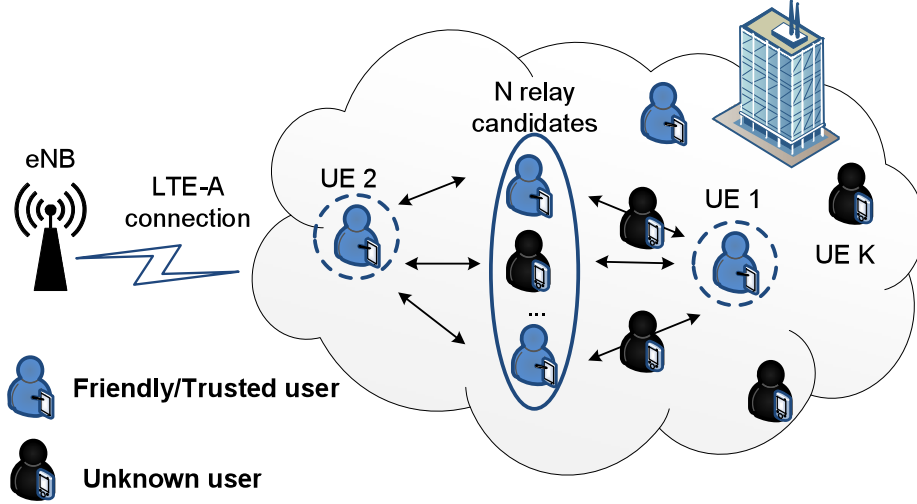 N relay
candidates
eNB
LTE-A
connection
UE 2
UE 1
UE K
...
Friendly/Trusted user
Unknown user